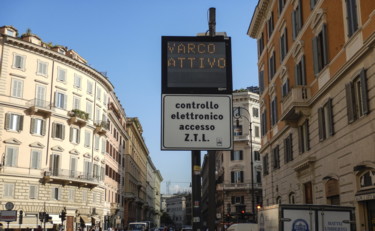 VARCO
ATTIVO
controllo
elettronico
accesso
Z.T.L.